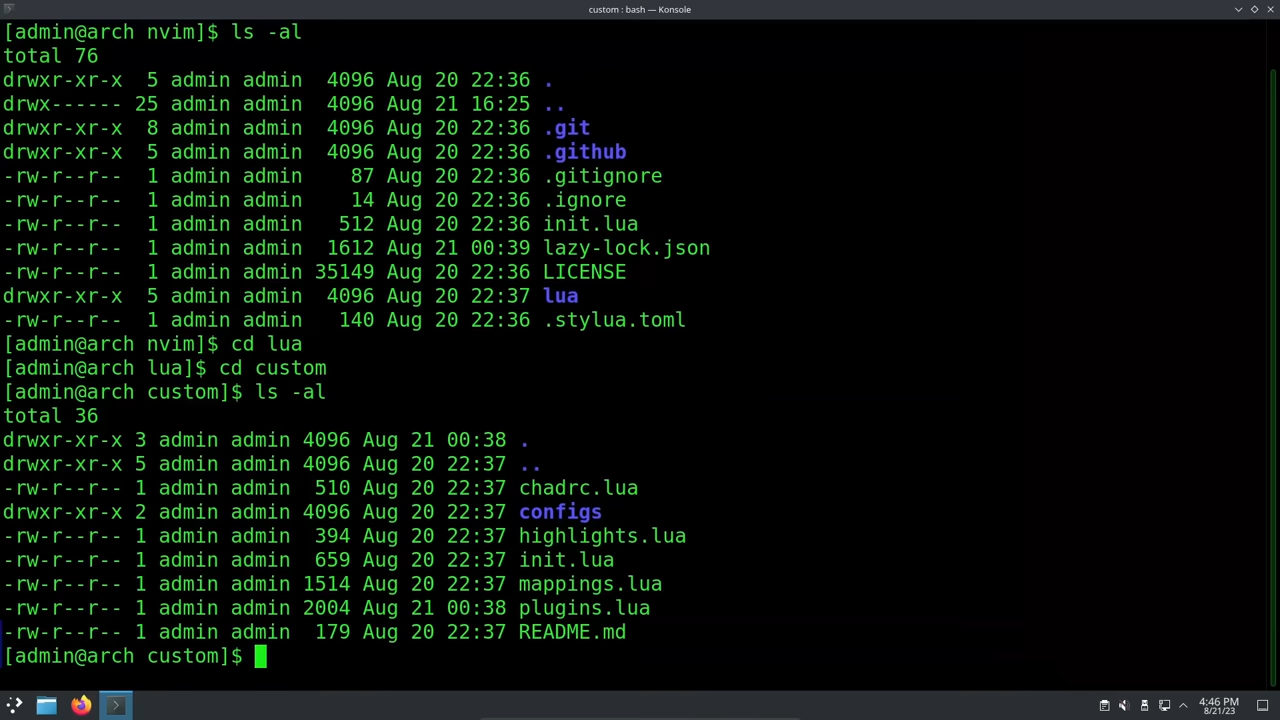 custom : bash — Konsole
[admin@arch nvim]$ ls -al
total 76
drwxr-xr-x  5 admin admin  4096 Aug 20 22:36 .
drwx------ 25 admin admin  4096 Aug 21 16:25 ..
drwxr-xr-x  8 admin admin  4096 Aug 20 22:36 .git
drwxr-xr-x  5 admin admin  4096 Aug 20 22:36 .github
-rw-r--r--  1 admin admin    87 Aug 20 22:36 .gitignore
-rw-r--r--  1 admin admin    14 Aug 20 22:36 .ignore
-rw-r--r--  1 admin admin   512 Aug 20 22:36 init.lua
-rw-r--r--  1 admin admin  1612 Aug 21 00:39 lazy-lock.json
-rw-r--r--  1 admin admin 35149 Aug 20 22:36 LICENSE
drwxr-xr-x  5 admin admin  4096 Aug 20 22:37 lua
-rw-r--r--  1 admin admin   140 Aug 20 22:36 .stylua.toml
[admin@arch nvim]$ cd lua
[admin@arch lua]$ cd custom
[admin@arch custom]$ ls -al
total 36
drwxr-xr-x 3 admin admin 4096 Aug 21 00:38 .
drwxr-xr-x 5 admin admin 4096 Aug 20 22:37 ..
-rw-r--r-- 1 admin admin  510 Aug 20 22:37 chadrc.lua
drwxr-xr-x 2 admin admin 4096 Aug 20 22:37 configs
-rw-r--r-- 1 admin admin  394 Aug 20 22:37 highlights.lua
-rw-r--r-- 1 admin admin  659 Aug 20 22:37 init.lua
-rw-r--r-- 1 admin admin 1514 Aug 20 22:37 mappings.lua
-rw-r--r-- 1 admin admin 2004 Aug 21 00:38 plugins.lua
-rw-r--r-- 1 admin admin  179 Aug 20 22:37 README.md
[admin@arch custom]$
4:46 PM
8/21/23